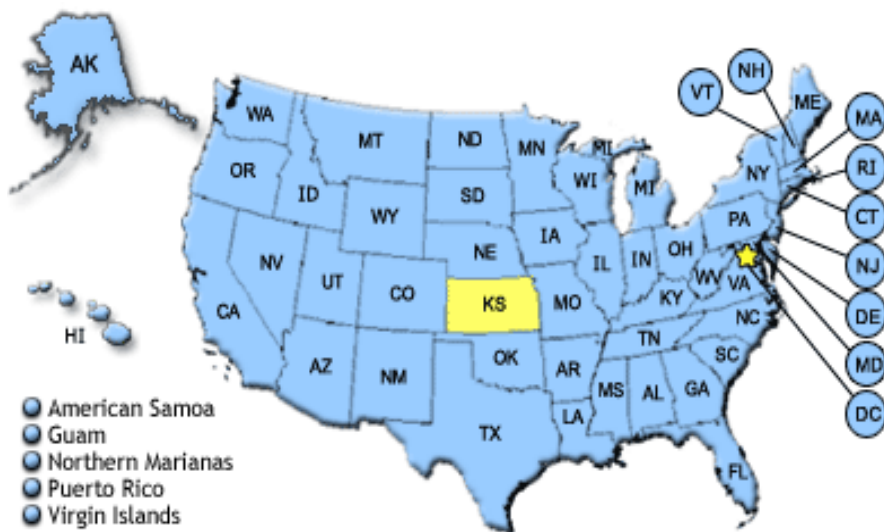 AK
NH
VT
ME
MA
WA
MT
ND
MN
MI
RI
OR
ID
SD
WI
MI
NY
CT
WY
PA
IA
NE
OH
NJ
NV
UT
IL
IN
WV
VA
CO
KS
MO
KY
DE
CA
NC
HI
TN
OK
SC
MD
AZ
NM
AR
MS
AL
GA
DC
American Samoa
LA
TX
Guam
Northern Marianas
FL
Puerto Rico
Virgin Islands